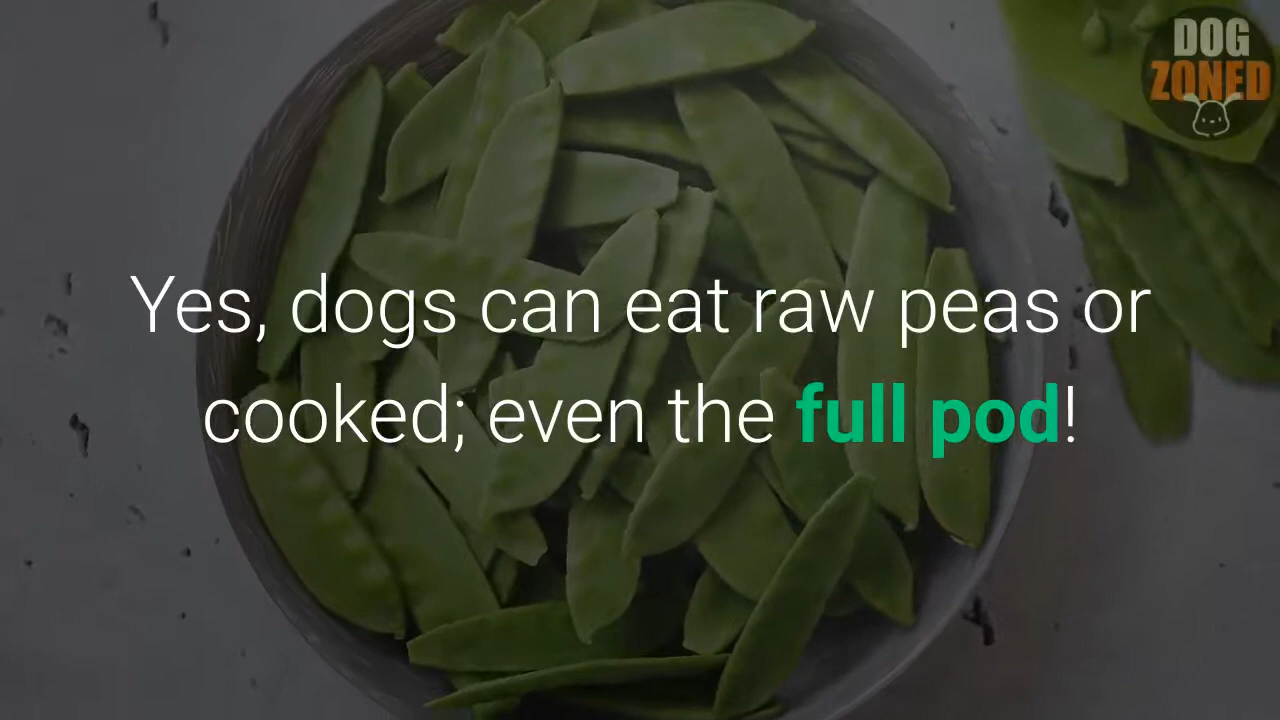 DOG
ZONED
Yes, dogs can eat raw peas or
cooked; even the full pod!